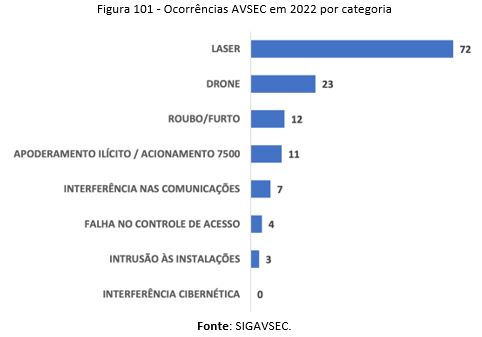 Figura 101 - Ocorrências AVSEC em 2022 por categoria
LASER 72
DRONE 23
ROUBO/FURTO 12
APODERAMENTO ILÍCITO / ACIONAMENTO 7500 11
INTERFERÊNCIA NAS COMUNICAÇÕES 7
FALHA NO CONTROLE DE ACESSO 4
INTRUSÃO ÀS INSTALAÇÕES 3
INTERFERÊNCIA CIBERNÉTICA 0
Fonte: SIGAVSEC.